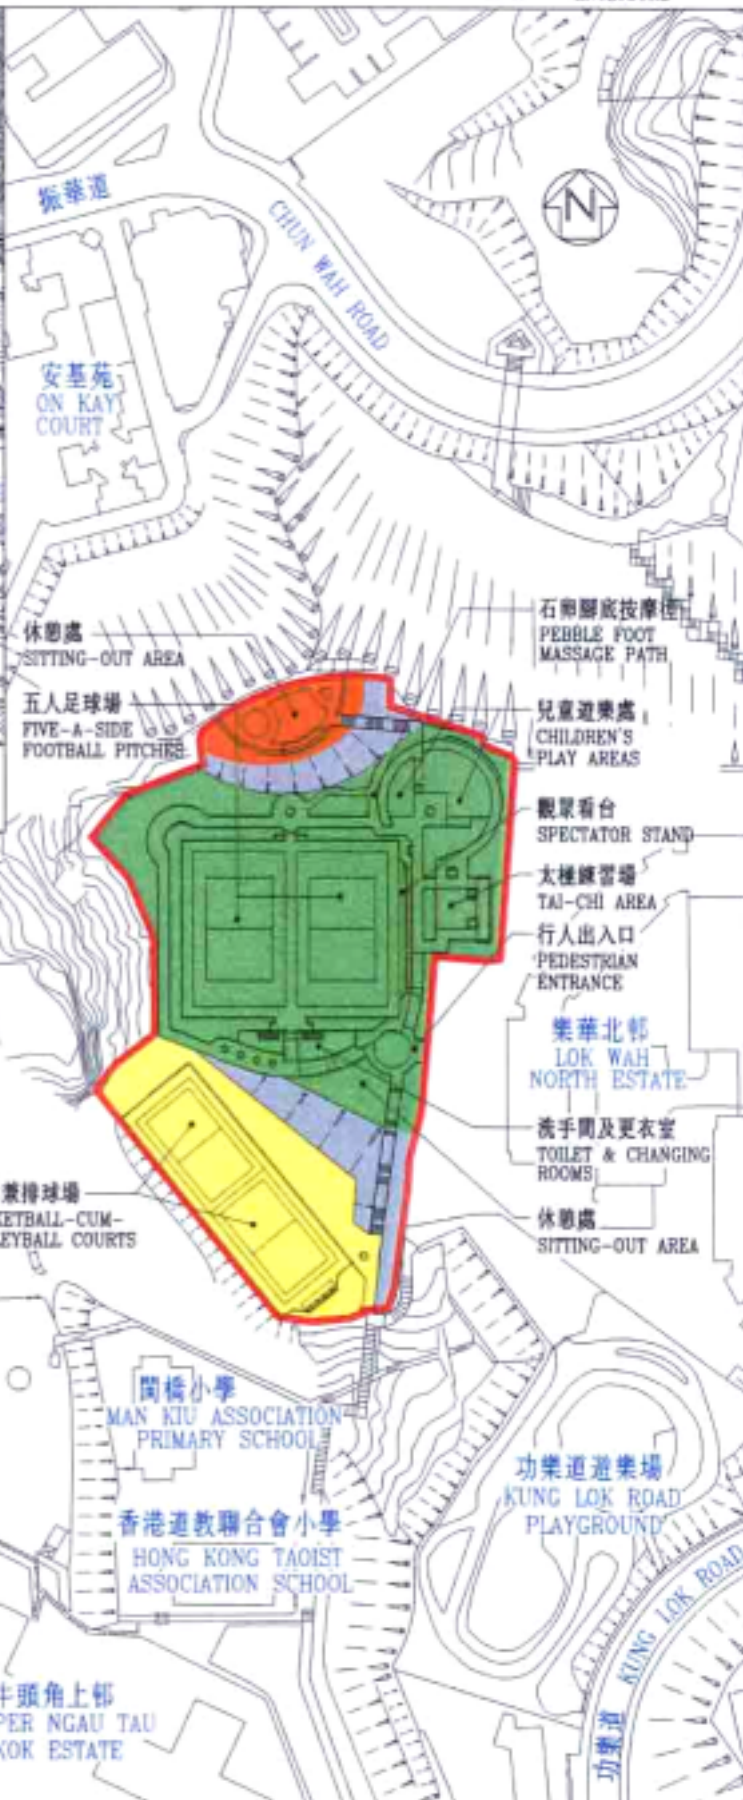 振華道
CHUN WAH ROAD
N
安基苑
ON KAY
COURT
休憩處
SITTING-OUT AREA
五人足球場
FIVE-A-SIDE
FOOTBALL PITCHES
石卵腳底按摩徑
PEBBLE FOOT
MASSAGE PATH
兒童遊樂處
CHILDREN'S
PLAY AREAS
觀眾看台
SPECTATOR STAND
太極練習場
TAI-CHI AREA
行人出入口
PEDESTRIAN
ENTRANCE
樂華北邨
LOK WAH
NORTH ESTATE
洗手間及更衣室
TOILET & CHANGING
ROOMS
休憩處
SITTING-OUT AREA
兼排球場
KETBALL-CUM-
LEYBALL COURTS
閩橋小學
MAN KIU ASSOCIATION
PRIMARY SCHOOL
香港道教聯合會小學
HONG KONG TAOIST
ASSOCIATION SCHOOL
功樂道遊樂場
KUNG LOK ROAD
PLAYGROUND
功樂道 KUNG LOK ROAD
牛頭角上邨
PER NGAU TAU
KOK ESTATE